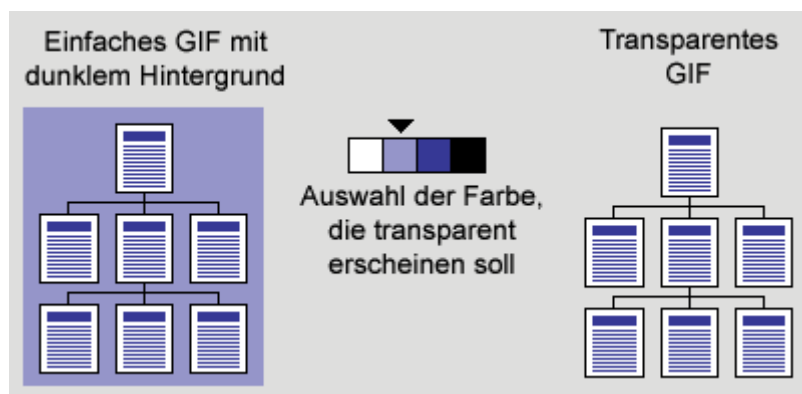 Einfaches GIF mit
dunklem Hintergrund
Auswahl der Farbe,
die transparent
erscheinen soll
Transparentes
GIF